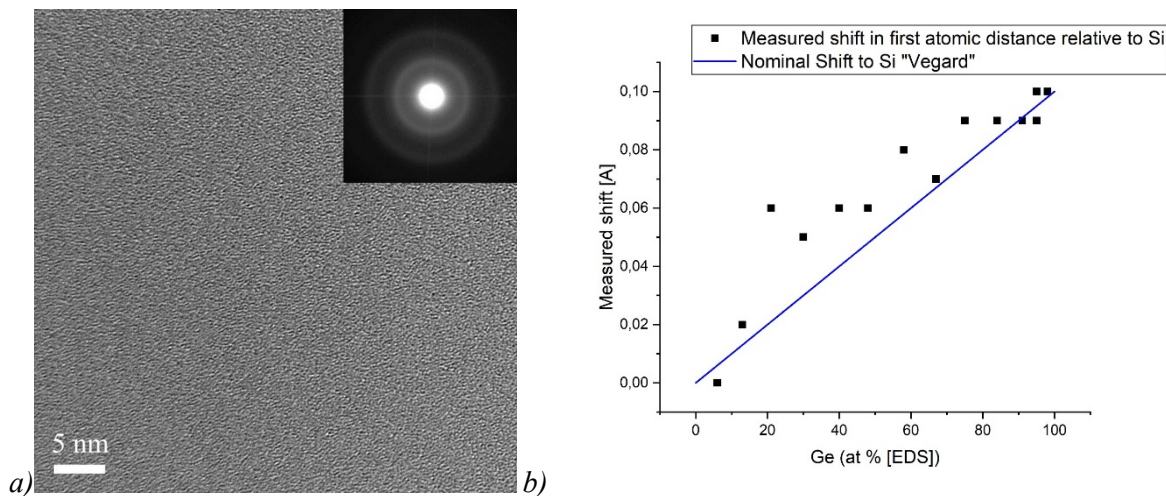 5 nm
a)
Measured shift in first atomic distance relative to Si
Nominal Shift to Si "Vegard"
0,10
0,08
0,06
0,04
0,02
0,00
Measured shift [A]
0 20 40 60 80 100
Ge (at % [EDS])
b)